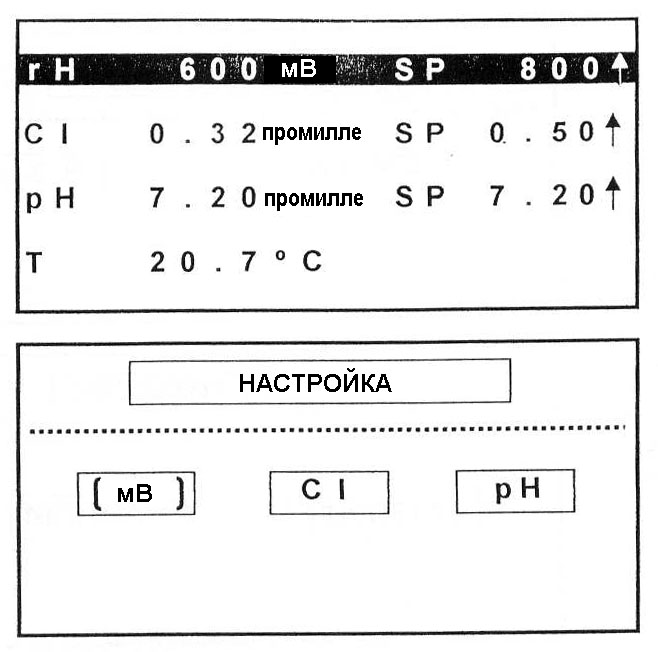 rH 600 мВ SP 800↑
Cl 0.32 промилле SP 0.50↑
pH 7.20 промилле SP 7.20↑
T 20.7 °C
НАСТРОЙКА
[ мВ ] Cl pH